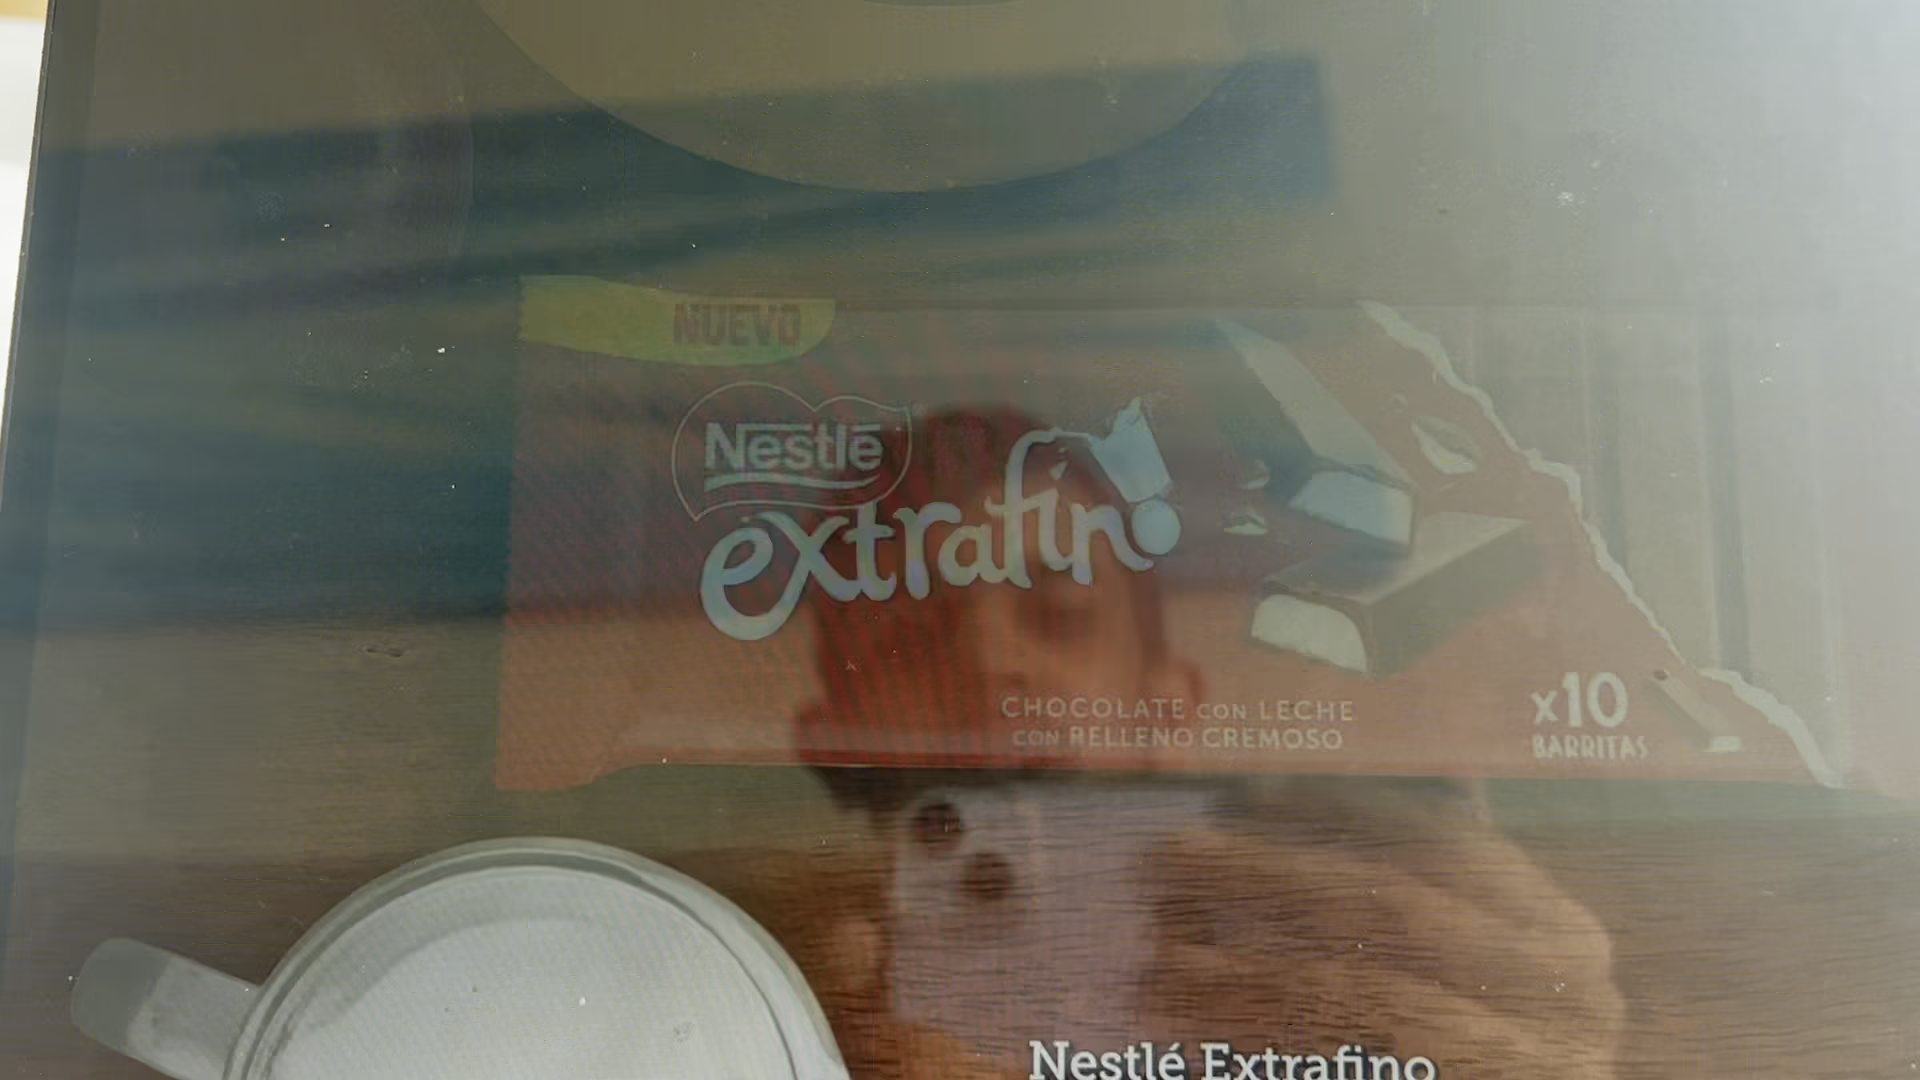 NUEVO
Nestlé
extrafino
CHOCOLATE CON LECHE
CON RELLENO CREMOSO
x10
BARRITAS
Nestlé Extrafino